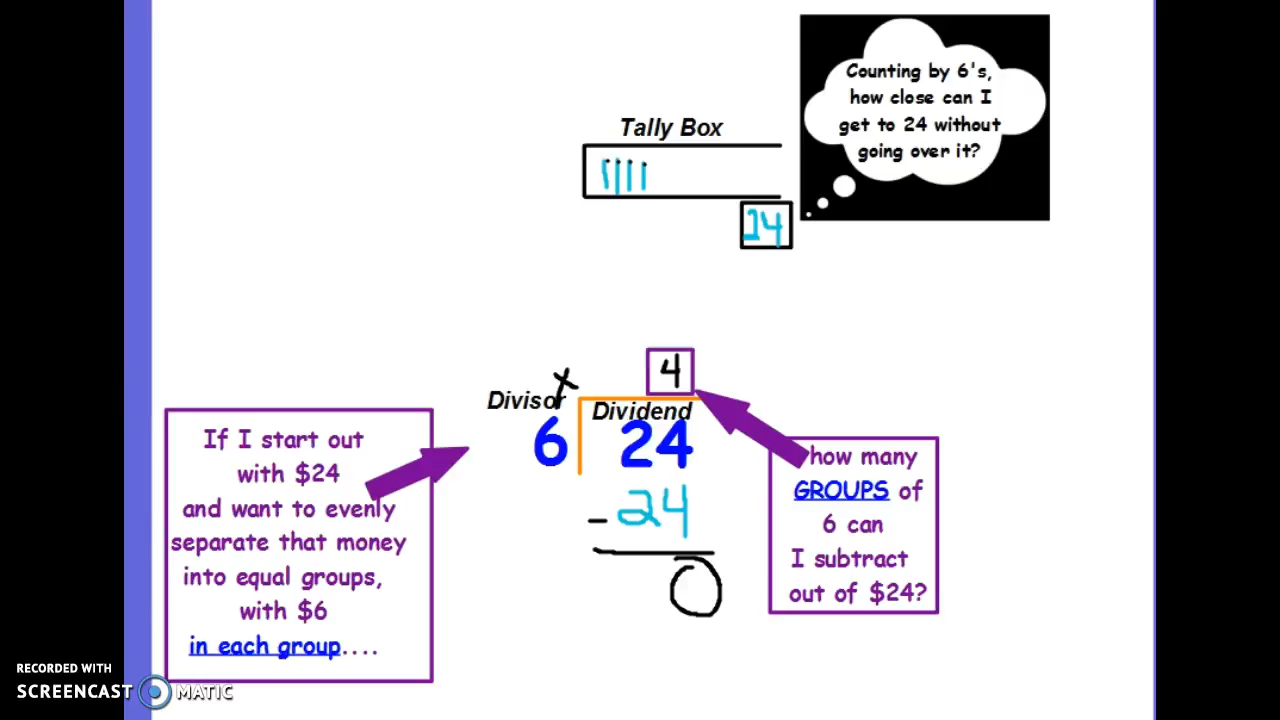 Counting by 6's,
how close can I
get to 24 without
going over it?
Tally Box
24
4
x
Divisor
Dividend
6 24
- 24
0
If I start out
with $24
and want to evenly
separate that money
into equal groups,
with $6
in each group....
how many
GROUPS of
6 can
I subtract
out of $24?
RECORDED WITH
SCREENCAST MATIC